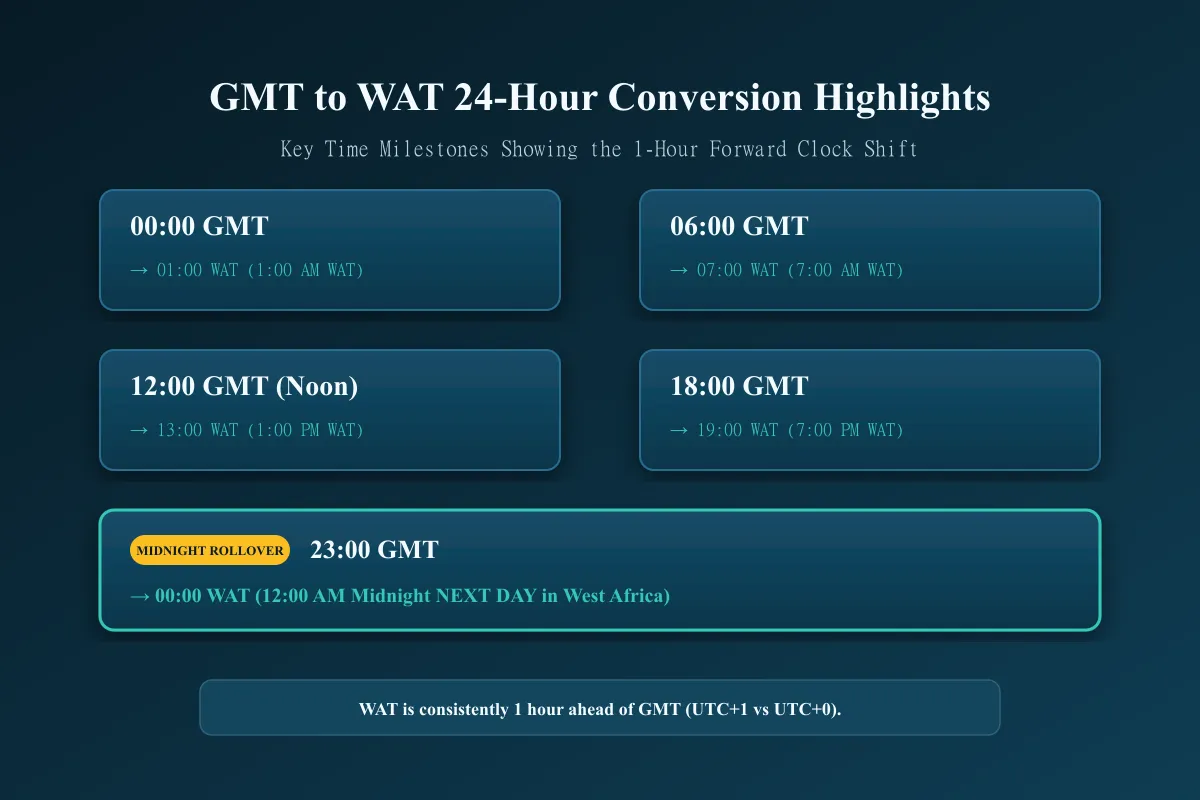 GMT to WAT 24-Hour Conversion Highlights
Key Time Milestones Showing the 1-Hour Forward Clock Shift
00:00 GMT
→ 01:00 WAT (1:00 AM WAT)
06:00 GMT
→ 07:00 WAT (7:00 AM WAT)
12:00 GMT (Noon)
→ 13:00 WAT (1:00 PM WAT)
18:00 GMT
→ 19:00 WAT (7:00 PM WAT)
MIDNIGHT ROLLOVER 23:00 GMT
→ 00:00 WAT (12:00 AM Midnight NEXT DAY in West Africa)
WAT is consistently 1 hour ahead of GMT (UTC+1 vs UTC+0).